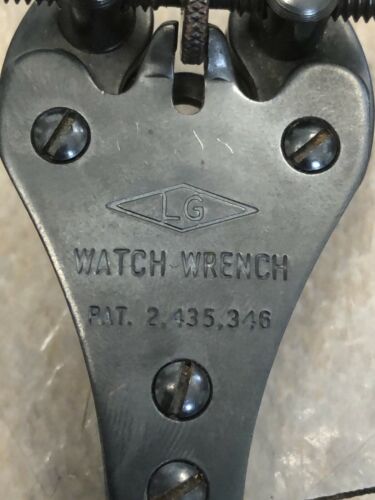 LG
WATCH WRENCH
PAT. 2,435,346